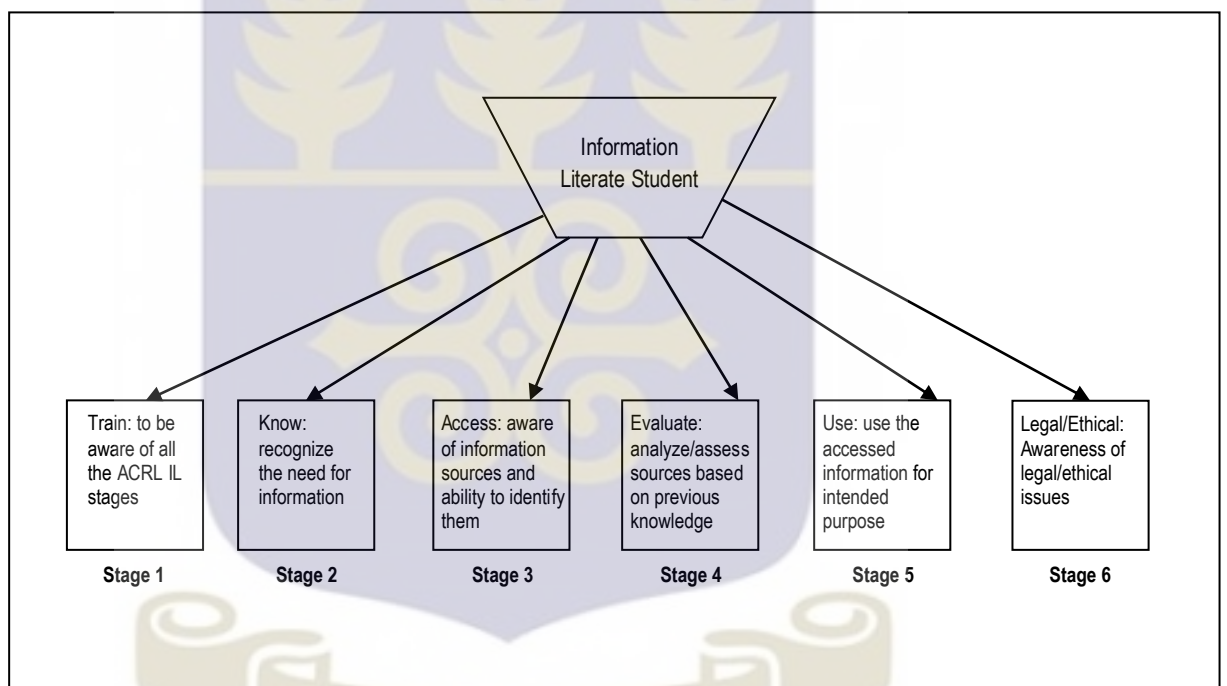 Information
Literate Student
Train: to be
aware of all
the ACRL IL
stages
Know:
recognize
the need for
information
Access: aware
of information
sources and
ability to identify
them
Evaluate:
analyze/assess
sources based
on previous
knowledge
Use: use the
accessed
information for
intended
purpose
Legal/Ethical:
Awareness of
legal/ethical
issues
Stage 1
Stage 2
Stage 3
Stage 4
Stage 5
Stage 6